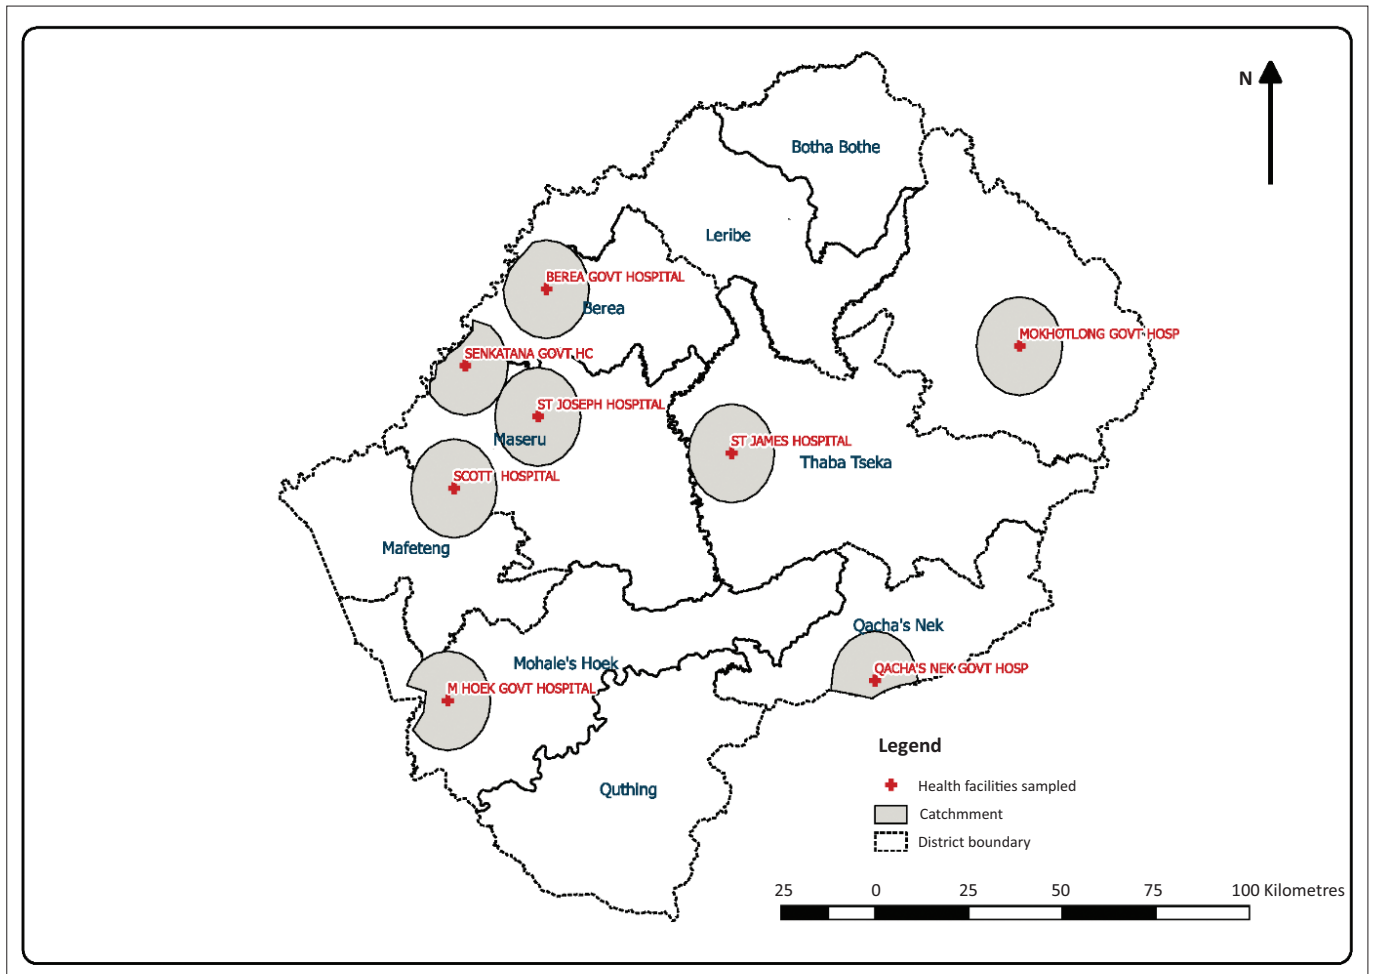 N
Botha Bothe
Leribe
BEREA GOVT HOSPITAL
Berea
MOKHOTLONG GOVT HOSP
SENKATANA GOVT HC
ST JOSEPH HOSPITAL
Maseru
ST JAMES HOSPITAL
Thaba Tseka
SCOTT HOSPITAL
Mafeteng
Qacha's Nek
Mohale's Hoek
QACHA'S NEK GOVT HOSP
M HOEK GOVT HOSPITAL
Quthing
Legend
Health facilities sampled
Catchmment
District boundary
25 0 25 50 75 100 Kilometres